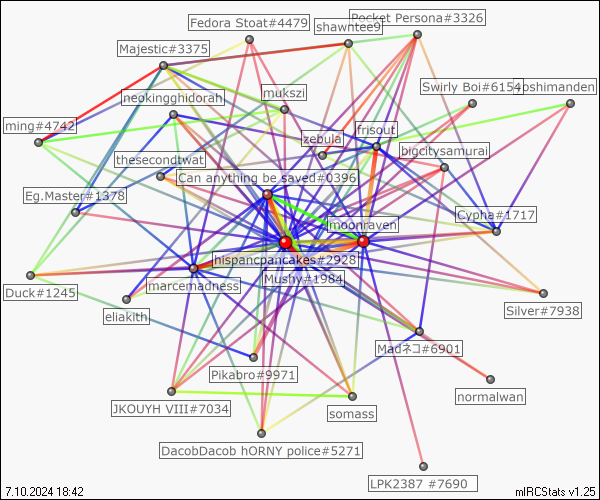 Fedora Stoat#4479
Pocket Persona#3326
shawntee9
Majestic#3375
Swirly Boi#6154
oshimanden
mukszi
neokingghidorah
ming#4742
frisout
zebula
bigcitysamurai
thesecondtwat
Can anything be saved#0396
Eg.Master#1378
Cypha#1717
moonraven
hispancpancakes#2928
Mushy#1984
marcemadness
Duck#1245
eliakith
Silver#7938
Madネコ#6901
Pikabro#9971
normalwan
JKOUYH VIII#7034
somass
DacobDacob hORNY police#5271
LPK2387 #7690
7.10.2024 18:42
mIRCStats v1.25